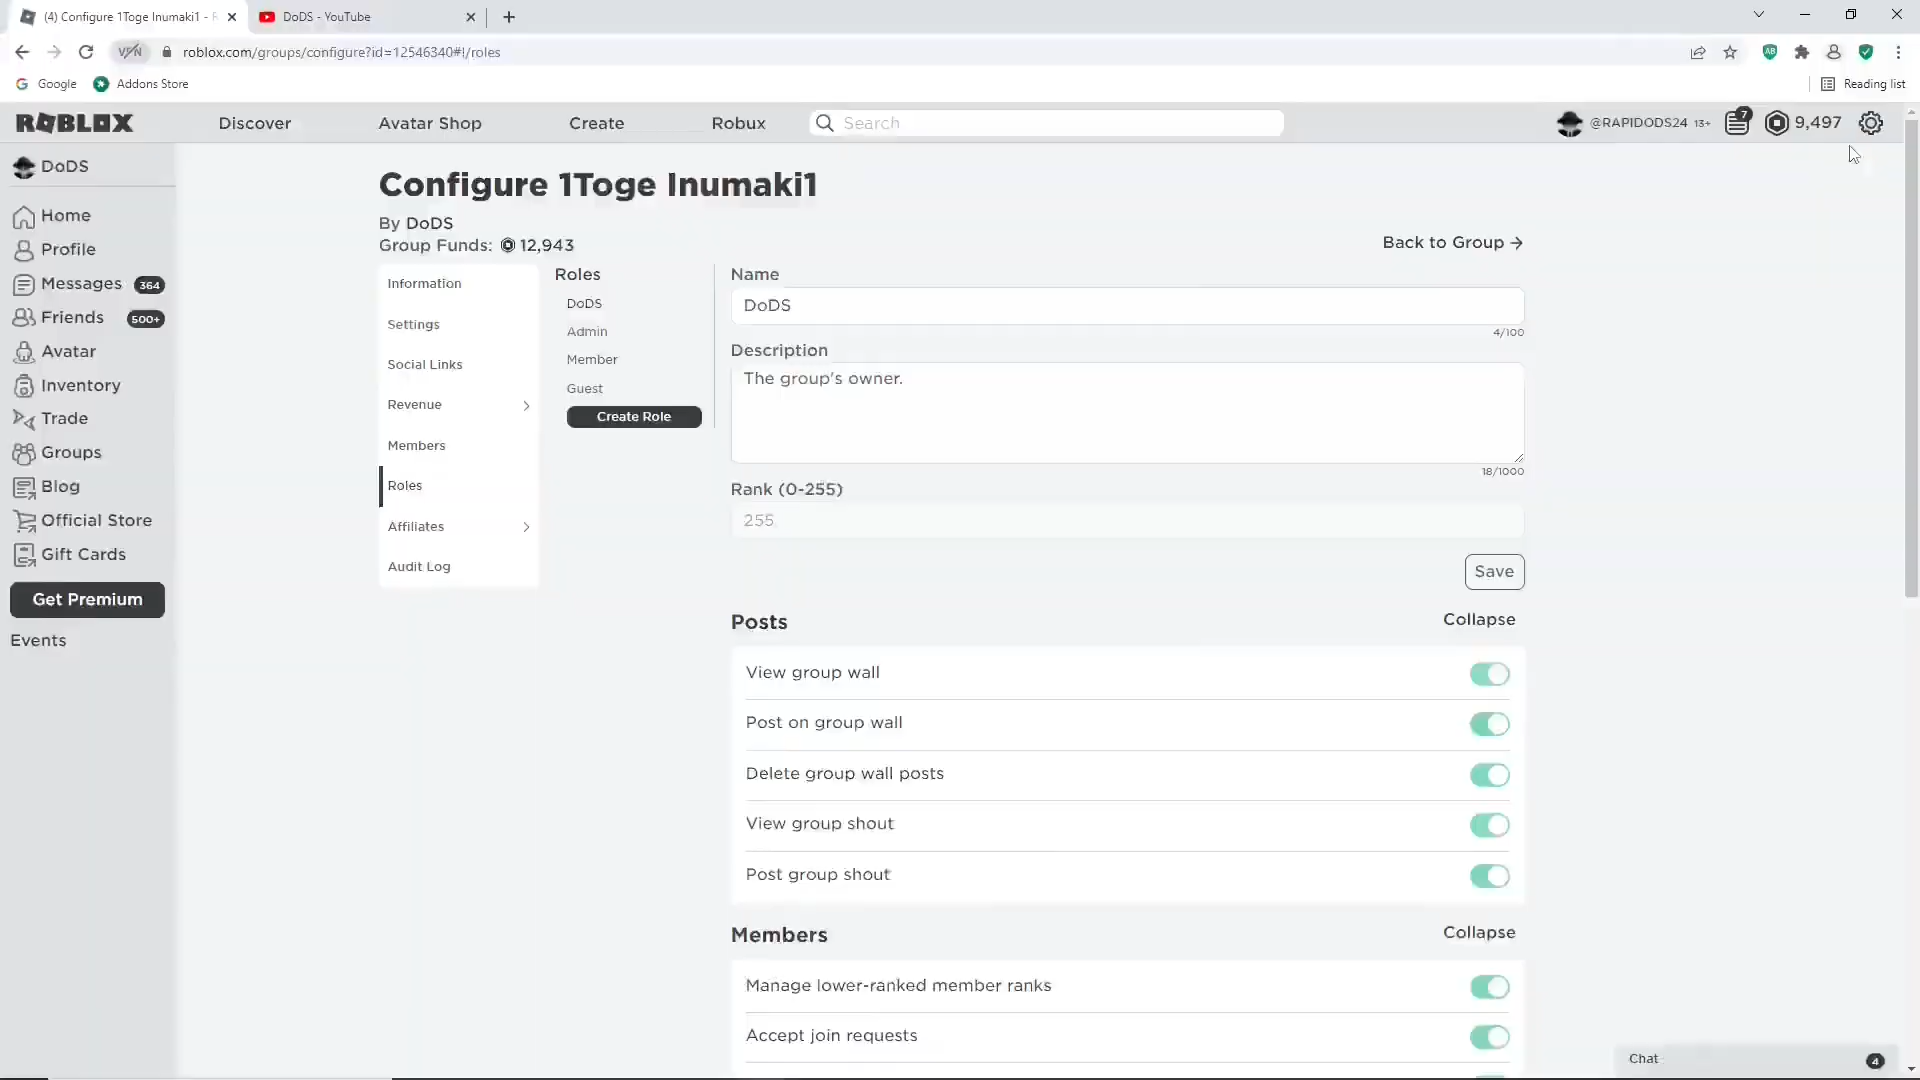 (4) Configure 1Toge Inumaki1 - R
DoDS - YouTube
VPN
roblox.com/groups/configure?id=12546340#!/roles
Google
Addons Store
Reading list
ROBLOX
Discover
Avatar Shop
Create
Robux
Search
@RAPIDODS24 13+
7
9,497
DoDS
Home
Profile
Messages 364
Friends 500+
Avatar
Inventory
Trade
Groups
Blog
Official Store
Gift Cards
Get Premium
Events
Configure 1Toge Inumaki1
By DoDS
Group Funds: 12,943
Back to Group →
Information
Settings
Social Links
Revenue
Members
Roles
Affiliates
Audit Log
Roles
DoDS
Admin
Member
Guest
Create Role
Name
DoDS
4/100
Description
The group's owner.
18/1000
Rank (0-255)
255
Save
Posts
Collapse
View group wall
Post on group wall
Delete group wall posts
View group shout
Post group shout
Members
Collapse
Manage lower-ranked member ranks
Accept join requests
Chat
4